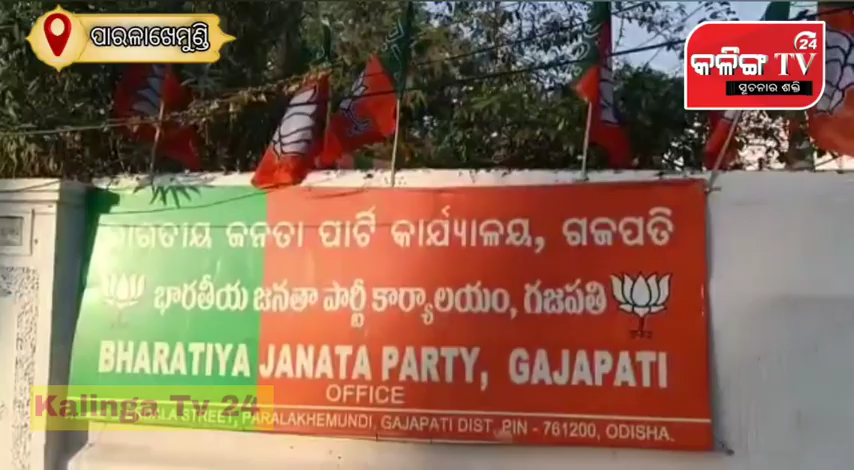 ପାରଳାଖେମୁଣ୍ଡି
କଳିଙ୍ଗ TV 24
ସୂଚନାର ଶକ୍ତି
ଭାରତୀୟ ଜନତା ପାର୍ଟି କାର୍ଯ୍ୟାଳୟ, ଗଜପତି
భారతీయ జనతా పార్టీ కార్యాలయం, గజపతి
BHARATIYA JANATA PARTY, GAJAPATI
OFFICE
STREET, PARALAKHEMUNDI, GAJAPATI DIST. PIN - 761200, ODISHA.
Kalinga Tv 24